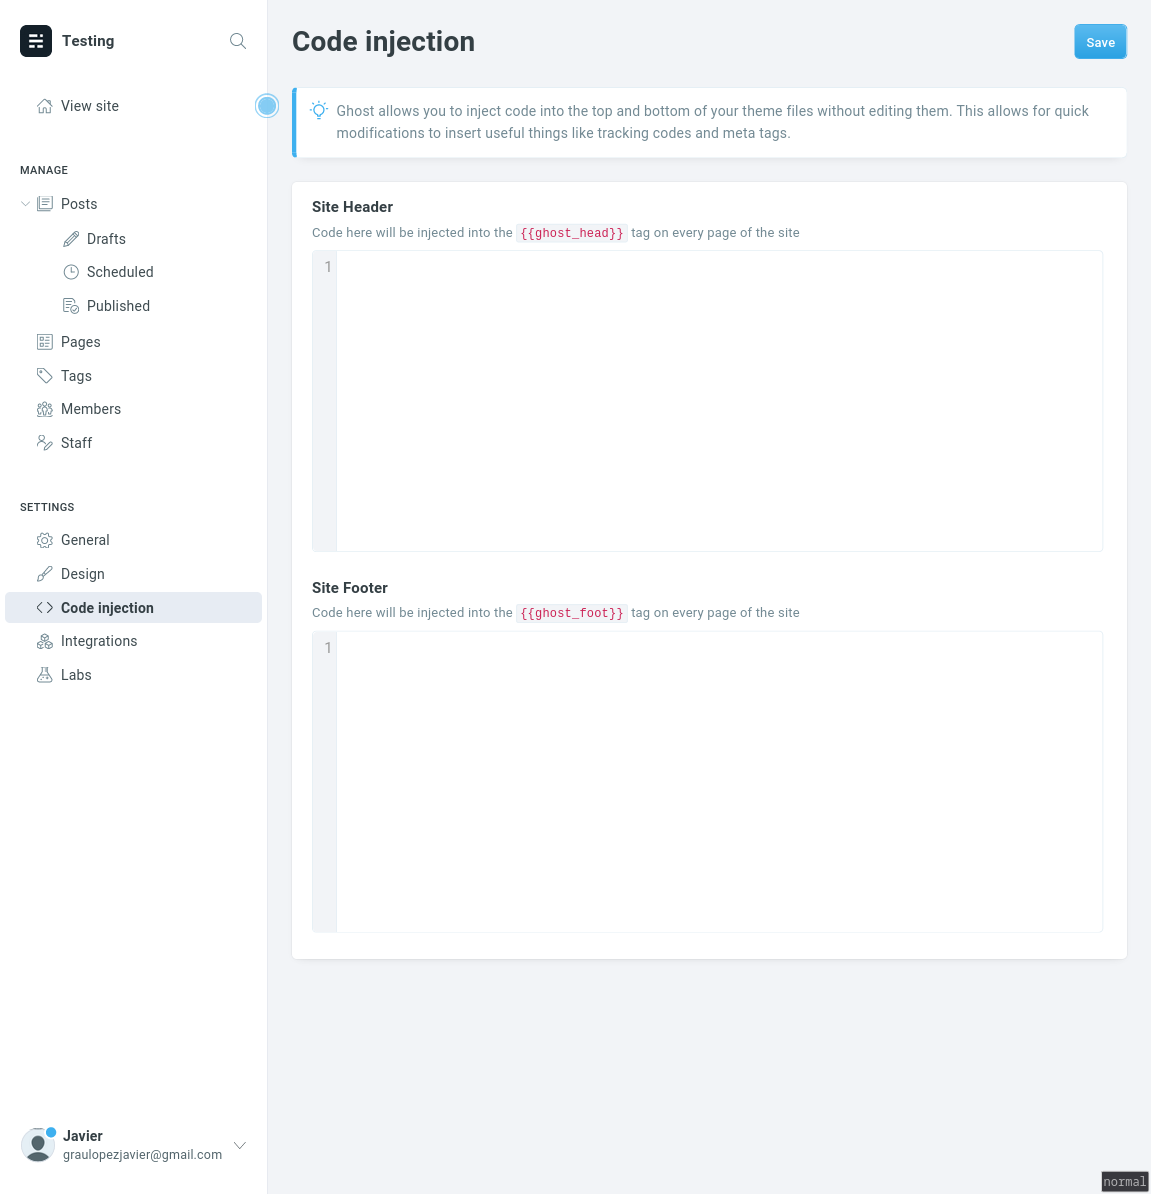 Testing
View site
MANAGE
Posts
Drafts
Scheduled
Published
Pages
Tags
Members
Staff
SETTINGS
General
Design
Code injection
Integrations
Labs
Javier
graulopezjavier@gmail.com
Code injection
Save
Ghost allows you to inject code into the top and bottom of your theme files without editing them. This allows for quick
modifications to insert useful things like tracking codes and meta tags.
Site Header
Code here will be injected into the {{ghost_head}} tag on every page of the site
1
Site Footer
Code here will be injected into the {{ghost_foot}} tag on every page of the site
1
normal